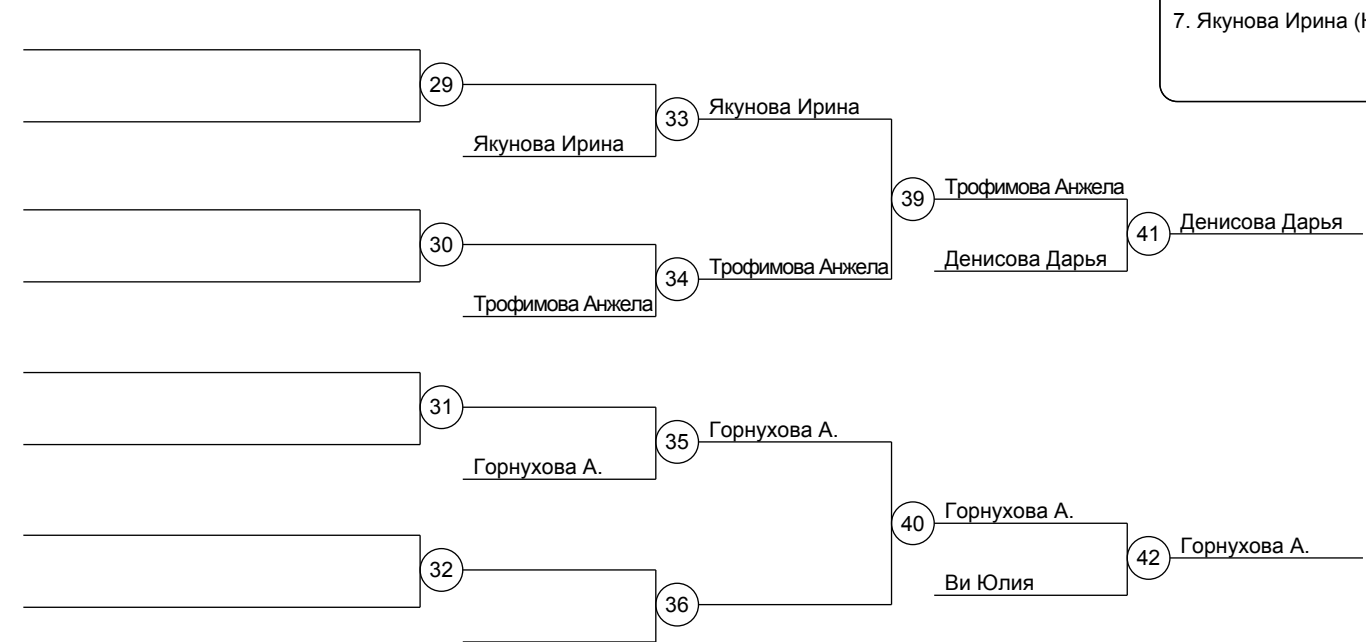 7. Якунова Ирина (
29
33
Якунова Ирина
Якунова Ирина
39
Трофимова Анжела
30
41
Денисова Дарья
34
Трофимова Анжела
Денисова Дарья
Трофимова Анжела
31
35
Горнухова А.
Горнухова А.
40
Горнухова А.
32
42
Горнухова А.
36
Ви Юлия